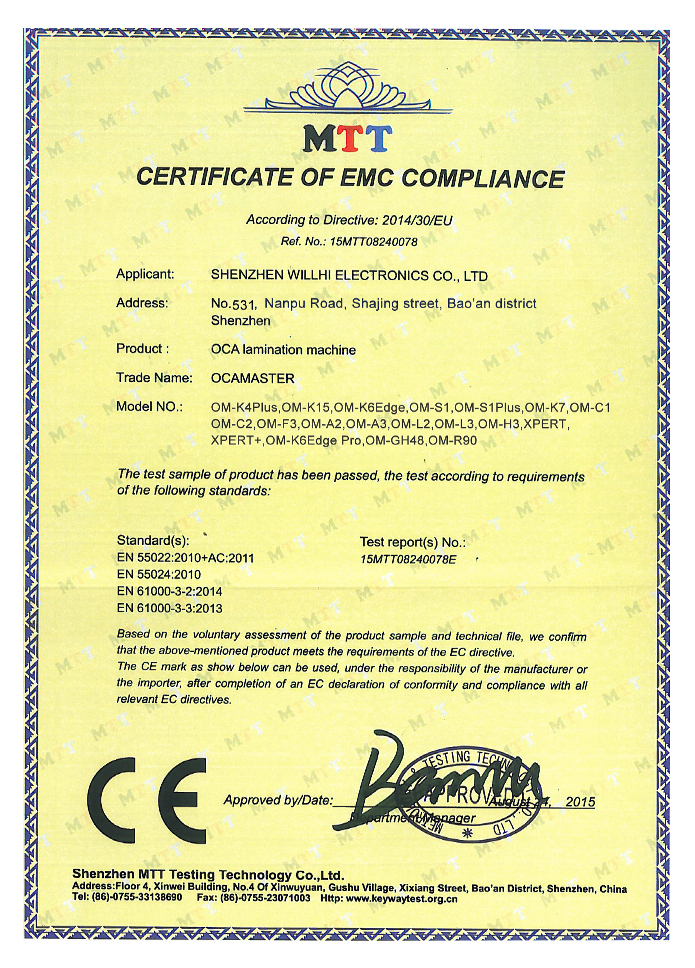 MTT
CERTIFICATE OF EMC COMPLIANCE
According to Directive: 2014/30/EU
Ref. No.: 15MTT08240078
Applicant: SHENZHEN WILLHI ELECTRONICS CO., LTD
Address: No.531, Nanpu Road, Shajing street, Bao'an district
Shenzhen
Product : OCA lamination machine
Trade Name: OCAMASTER
Model NO.: OM-K4Plus,OM-K15,OM-K6Edge,OM-S1,OM-S1Plus,OM-K7,OM-C1
OM-C2,OM-F3,OM-A2,OM-A3,OM-L2,OM-L3,OM-H3,XPERT,
XPERT+,OM-K6Edge Pro,OM-GH48,OM-R90
The test sample of product has been passed, the test according to requirements
of the following standards:
Standard(s): Test report(s) No.:
EN 55022:2010+AC:2011 15MTT08240078E
EN 55024:2010
EN 61000-3-2:2014
EN 61000-3-3:2013
Based on the voluntary assessment of the product sample and technical file, we confirm
that the above-mentioned product meets the requirements of the EC directive.
The CE mark as show below can be used, under the responsibility of the manufacturer or
the importer, after completion of an EC declaration of conformity and compliance with all
relevant EC directives.
CE
TESTING
APPROVED
CO., LTD
Approved by/Date: August 2015
Department Manager
Shenzhen MTT Testing Technology Co.,Ltd.
Address:Floor 4, Xinwei Building, No.4 Of Xinwuyuan, Gushu Village, Xixiang Street, Bao'an District, Shenzhen, China
Tel: (86)-0755-33138690 Fax: (86)-0755-23071003 Http: www.keywaytest.org.cn